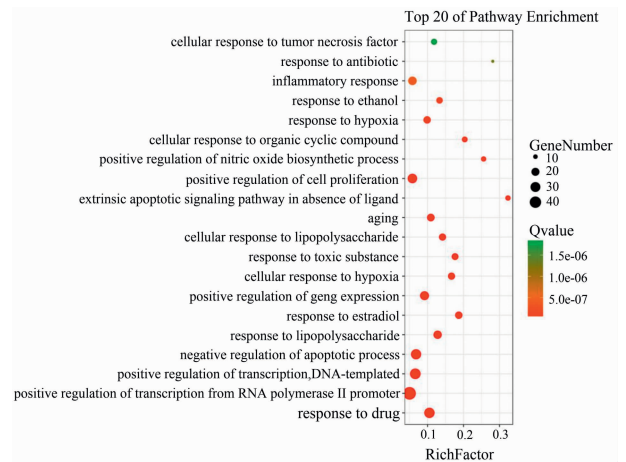 Top 20 of Pathway Enrichment
cellular response to tumor necrosis factor
response to antibiotic
inflammatory response
response to ethanol
response to hypoxia
cellular response to organic cyclic compound
positive regulation of nitric oxide biosynthetic process
positive regulation of cell proliferation
extrinsic apoptotic signaling pathway in absence of ligand
aging
cellular response to lipopolysaccharide
response to toxic substance
cellular response to hypoxia
positive regulation of geng expression
response to estradiol
response to lipopolysaccharide
negative regulation of apoptotic process
positive regulation of transcription,DNA-templated
positive regulation of transcription from RNA polymerase II promoter
response to drug
0.1 0.2 0.3
RichFactor
GeneNumber
10
20
30
40
Qvalue
1.5e-06
1.0e-06
5.0e-07